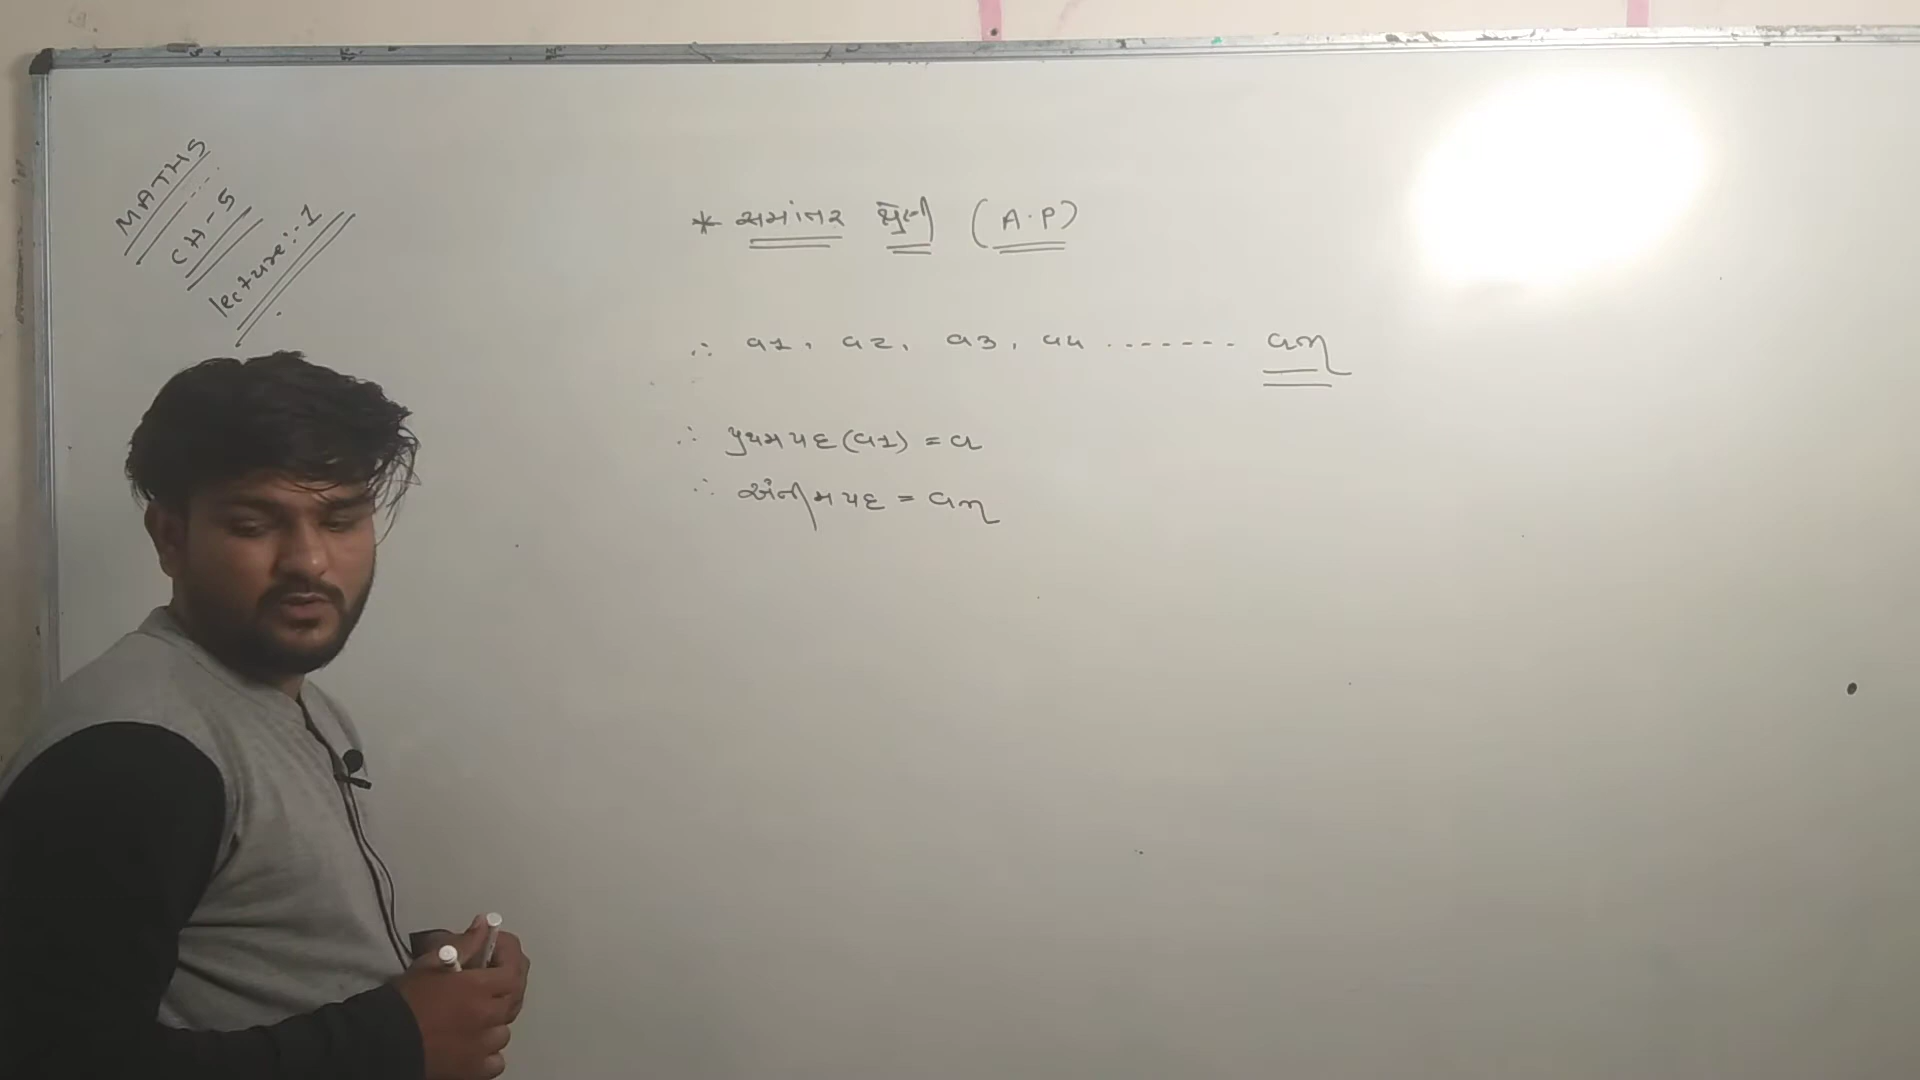 MATHS
CH-5
lecture:-1
* સમાંતર શ્રેણી (A.P)
∴ a1, a2, a3, a4 ------- an
∴ પ્રથમ પદ (a1) = a
∴ અંતીમ પદ = an